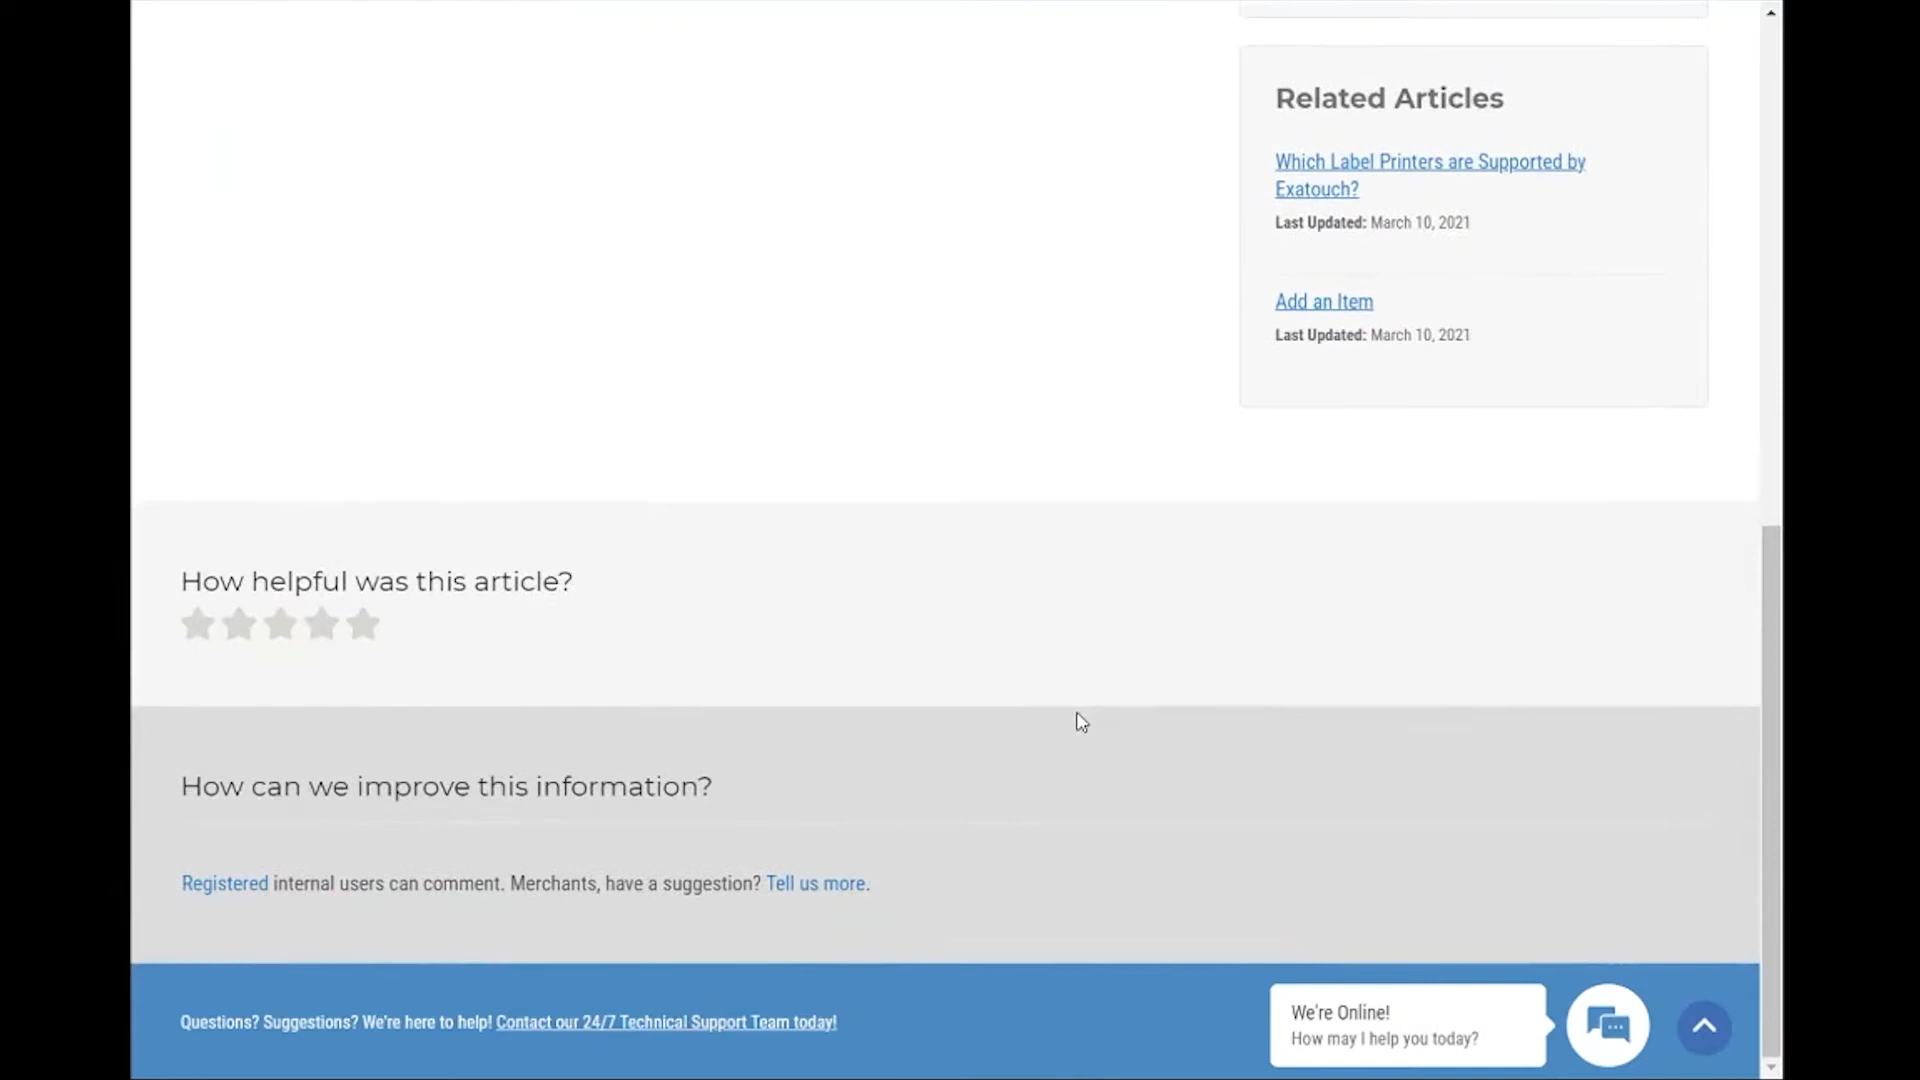 Related Articles
Which Label Printers are Supported by
Exatouch?
Last Updated: March 10, 2021
Add an Item
Last Updated: March 10, 2021
How helpful was this article?
How can we improve this information?
Registered internal users can comment. Merchants, have a suggestion? Tell us more.
Questions? Suggestions? We're here to help! Contact our 24/7 Technical Support Team today!
We're Online!
How may I help you today?